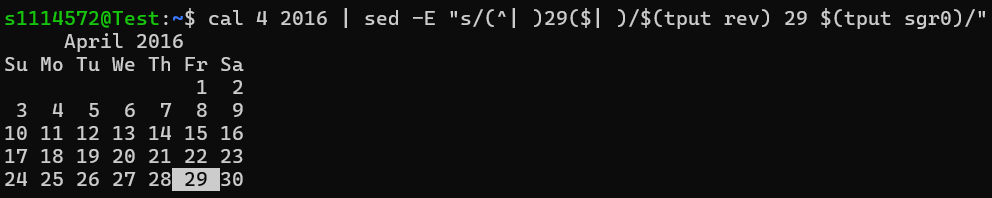 s1114572@Test:~$ cal 4 2016 | sed -E "s/(^| )29($| )/$(tput rev) 29 $(tput sgr0)/"
     April 2016
Su Mo Tu We Th Fr Sa
                1  2
 3  4  5  6  7  8  9
10 11 12 13 14 15 16
17 18 19 20 21 22 23
24 25 26 27 28 29 30